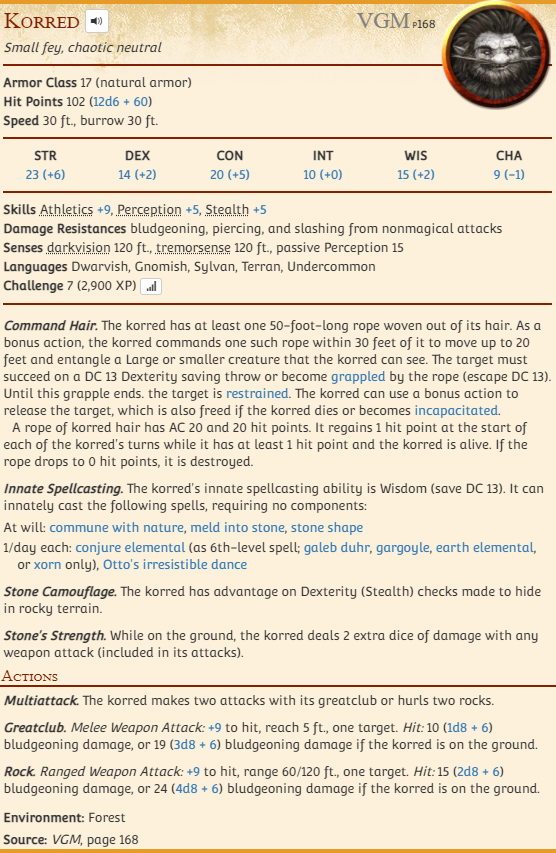 KORRED
VGM P168
Small fey, chaotic neutral
Armor Class 17 (natural armor)
Hit Points 102 (12d6 + 60)
Speed 30 ft., burrow 30 ft.
STR DEX CON INT WIS CHA
23 (+6) 14 (+2) 20 (+5) 10 (+0) 15 (+2) 9 (−1)
Skills Athletics +9, Perception +5, Stealth +5
Damage Resistances bludgeoning, piercing, and slashing from nonmagical attacks
Senses darkvision 120 ft., tremorsense 120 ft., passive Perception 15
Languages Dwarvish, Gnomish, Sylvan, Terran, Undercommon
Challenge 7 (2,900 XP)
Command Hair. The korred has at least one 50-foot-long rope woven out of its hair. As a
bonus action, the korred commands one such rope within 30 feet of it to move up to 20
feet and entangle a Large or smaller creature that the korred can see. The target must
succeed on a DC 13 Dexterity saving throw or become grappled by the rope (escape DC 13).
Until this grapple ends. the target is restrained. The korred can use a bonus action to
release the target, which is also freed if the korred dies or becomes incapacitated.
A rope of korred hair has AC 20 and 20 hit points. It regains 1 hit point at the start of
each of the korred's turns while it has at least 1 hit point and the korred is alive. If the
rope drops to 0 hit points, it is destroyed.
Innate Spellcasting. The korred's innate spellcasting ability is Wisdom (save DC 13). It can
innately cast the following spells, requiring no components:
At will: commune with nature, meld into stone, stone shape
1/day each: conjure elemental (as 6th-level spell; galeb duhr, gargoyle, earth elemental,
or xorn only), Otto's irresistible dance
Stone Camouflage. The korred has advantage on Dexterity (Stealth) checks made to hide
in rocky terrain.
Stone's Strength. While on the ground, the korred deals 2 extra dice of damage with any
weapon attack (included in its attacks).
ACTIONS
Multiattack. The korred makes two attacks with its greatclub or hurls two rocks.
Greatclub. Melee Weapon Attack: +9 to hit, reach 5 ft., one target. Hit: 10 (1d8 + 6)
bludgeoning damage, or 19 (3d8 + 6) bludgeoning damage if the korred is on the ground.
Rock. Ranged Weapon Attack: +9 to hit, range 60/120 ft., one target. Hit: 15 (2d8 + 6)
bludgeoning damage, or 24 (4d8 + 6) bludgeoning damage if the korred is on the ground.
Environment: Forest
Source: VGM, page 168